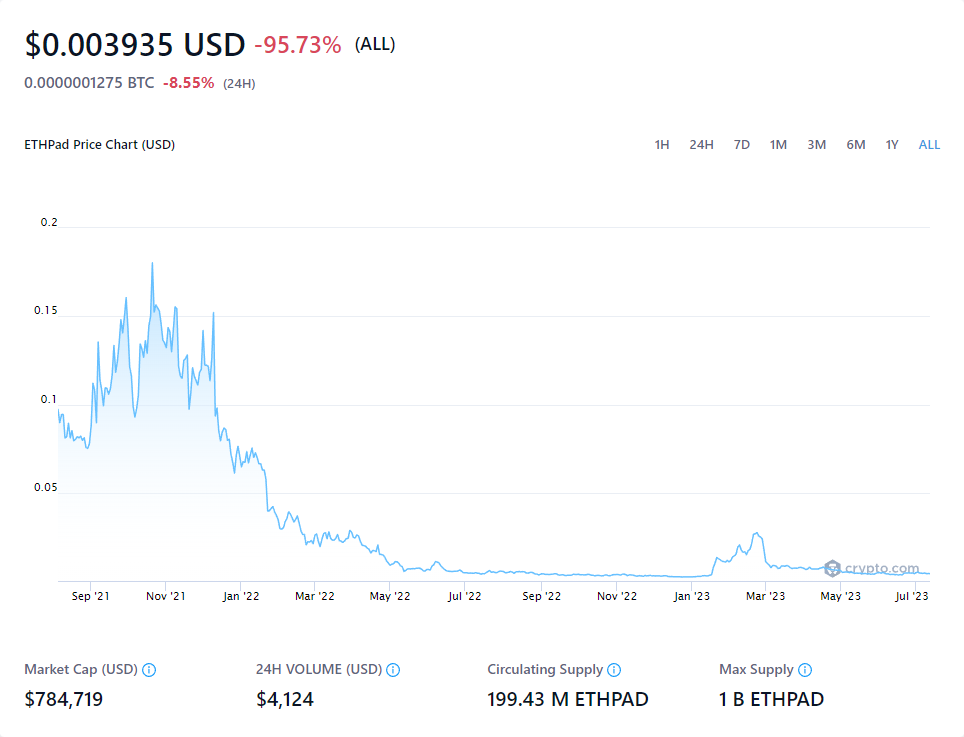 $0.003935 USD -95.73% (ALL)
0.0000001275 BTC -8.55% (24H)
ETHPad Price Chart (USD) 1H 24H 7D 1M 3M 6M 1Y ALL
0.2
0.15
0.1
0.05
crypto.com
Sep '21 Nov '21 Jan '22 Mar '22 May '22 Jul '22 Sep '22 Nov '22 Jan '23 Mar '23 May '23 Jul '23
Market Cap (USD) 24H VOLUME (USD) Circulating Supply Max Supply
$784,719 $4,124 199.43 M ETHPAD 1 B ETHPAD